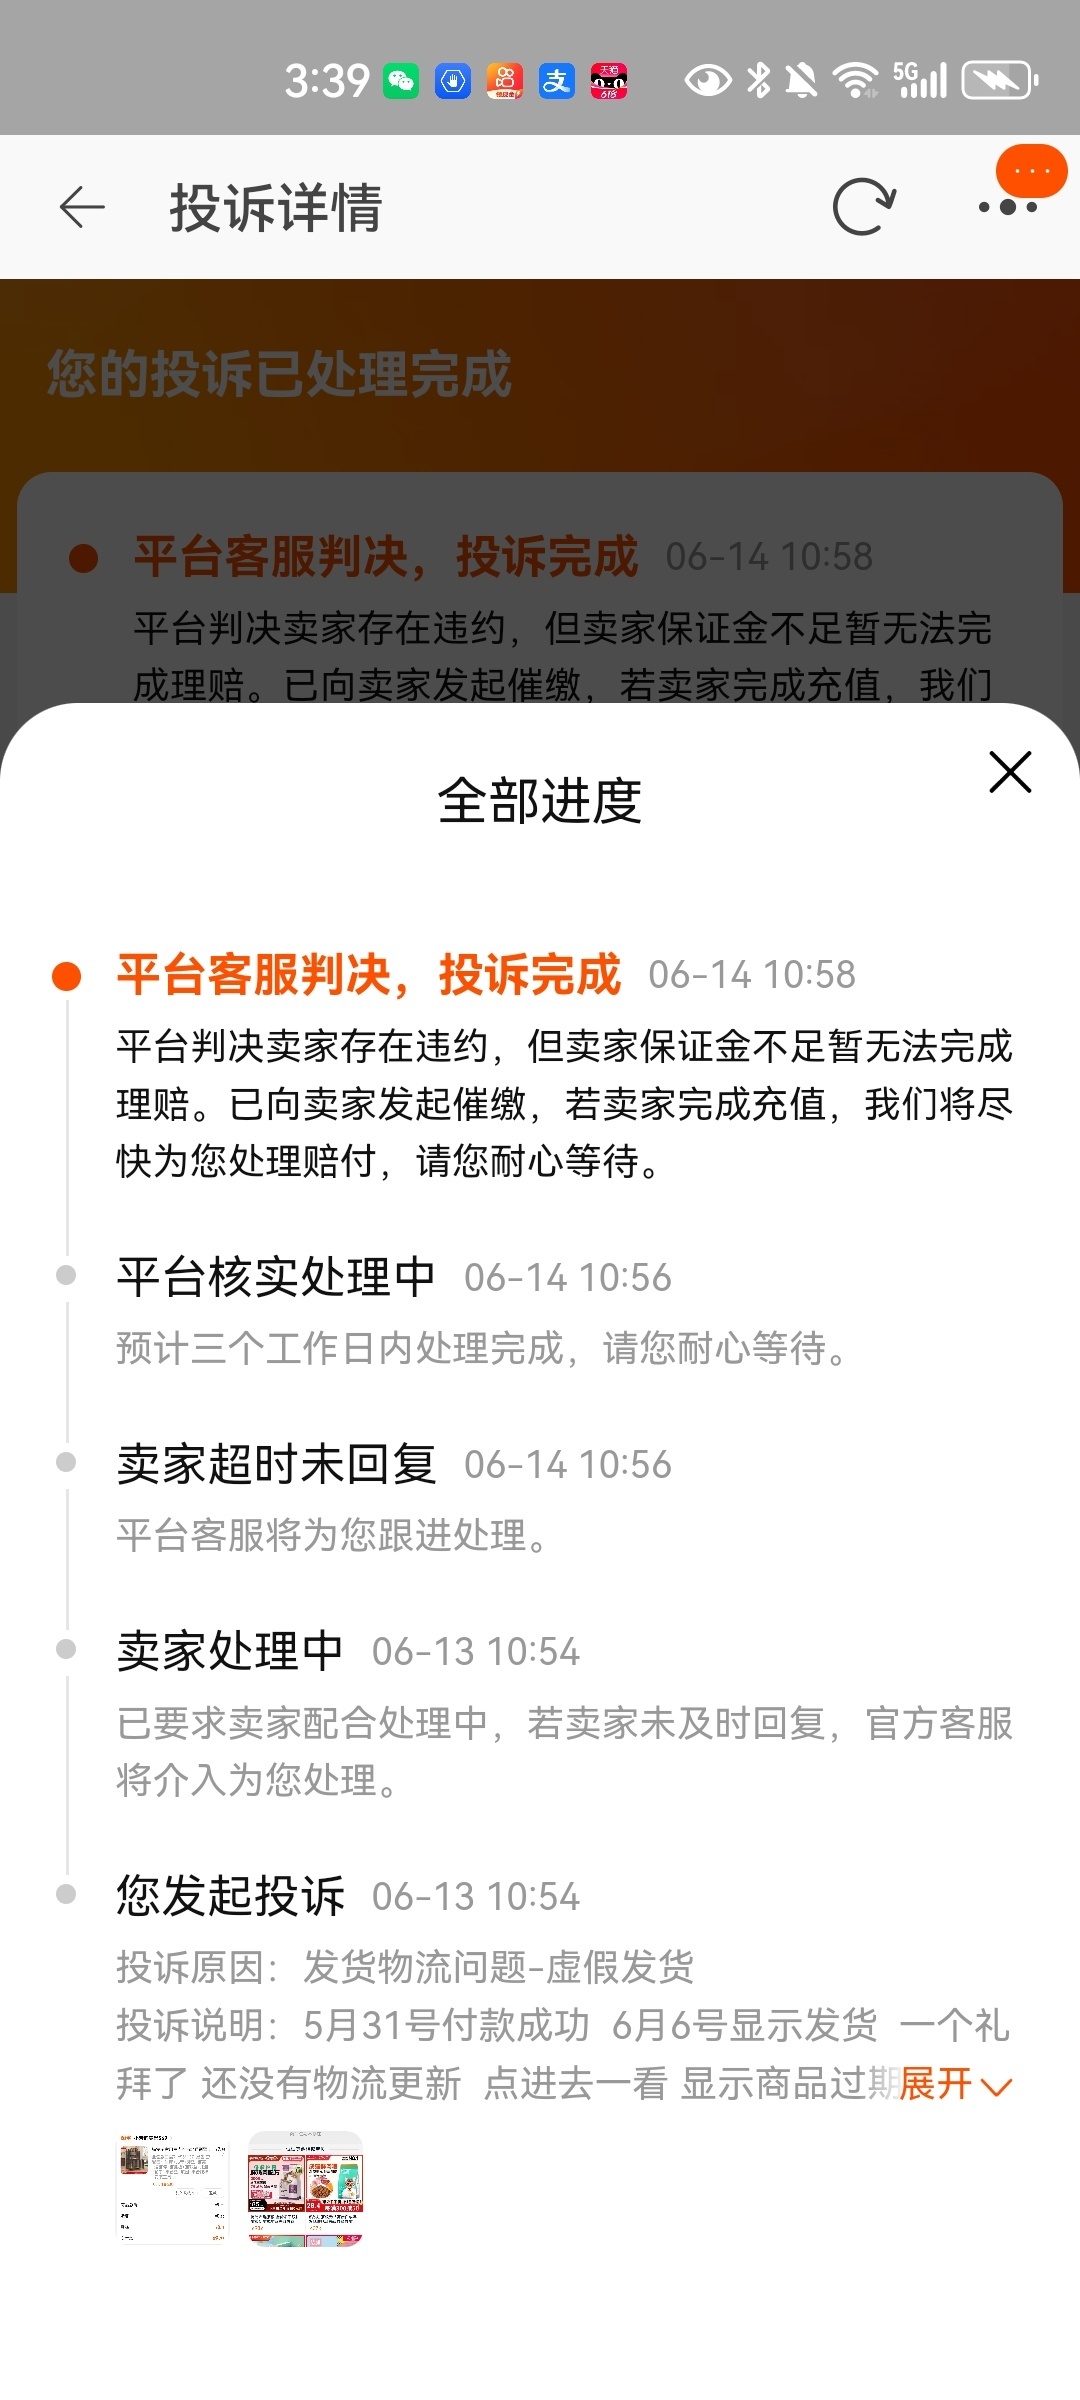 3:39
5G
投诉详情
您的投诉已处理完成
平台客服判决，投诉完成 06-14 10:58
平台判决卖家存在违约，但卖家保证金不足暂无法完
成理赔。已向卖家发起催缴，若卖家完成充值，我们
全部进度
平台客服判决，投诉完成 06-14 10:58
平台判决卖家存在违约，但卖家保证金不足暂无法完成
理赔。已向卖家发起催缴，若卖家完成充值，我们将尽
快为您处理赔付，请您耐心等待。
平台核实处理中 06-14 10:56
预计三个工作日内处理完成，请您耐心等待。
卖家超时未回复 06-14 10:56
平台客服将为您跟进处理。
卖家处理中 06-13 10:54
已要求卖家配合处理中，若卖家未及时回复，官方客服
将介入为您处理。
您发起投诉 06-13 10:54
投诉原因：发货物流问题-虚假发货
投诉说明：5月31号付款成功 6月6号显示发货 一个礼
拜了 还没有物流更新 点进去一看 显示商品过期展开